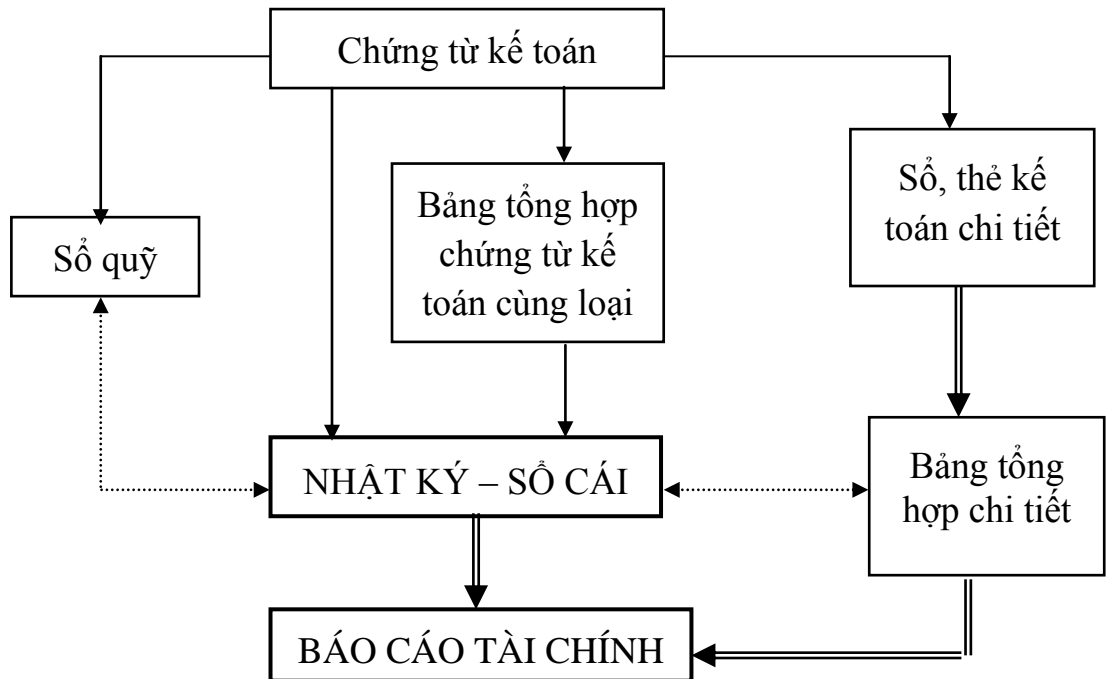 Chứng từ kế toán
Sổ quỹ
Bảng tổng hợp
chứng từ kế
toán cùng loại
Sổ, thẻ kế
toán chi tiết
NHẬT KÝ – SỔ CÁI
Bảng tổng
hợp chi tiết
BÁO CÁO TÀI CHÍNH